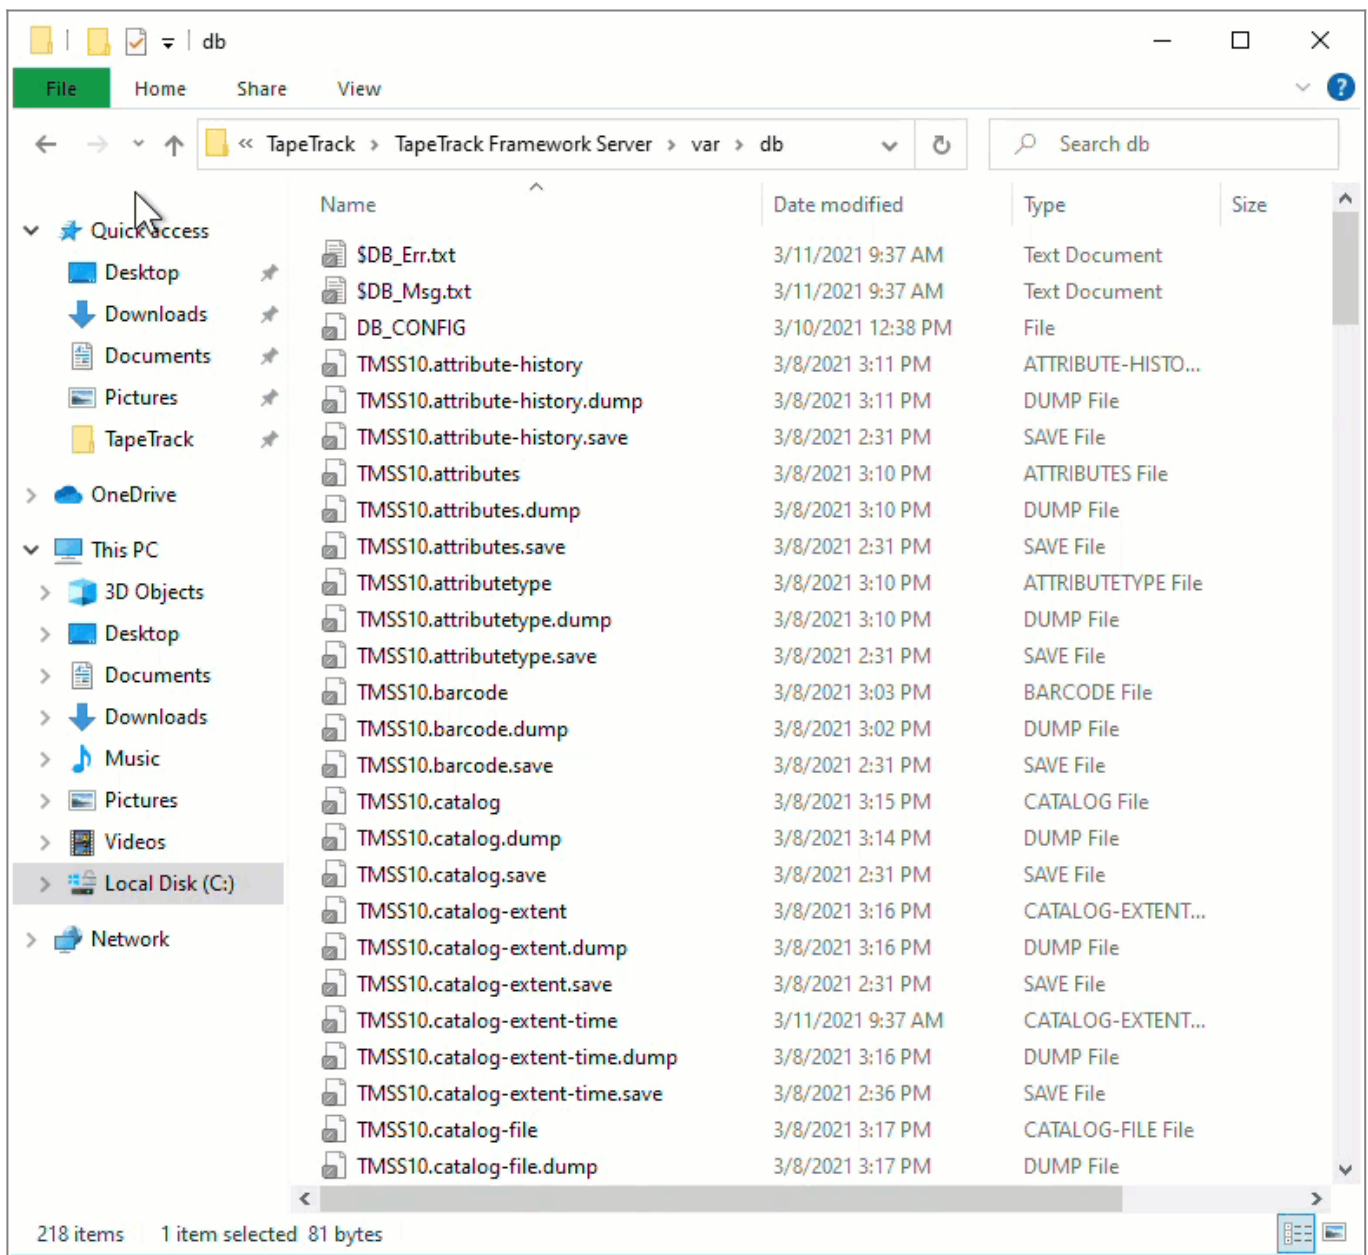 db
File Home Share View
« TapeTrack > TapeTrack Framework Server > var > db Search db
Quick access
Desktop
Downloads
Documents
Pictures
TapeTrack
OneDrive
This PC
3D Objects
Desktop
Documents
Downloads
Music
Pictures
Videos
Local Disk (C:)
Network
Name Date modified Type Size
$DB_Err.txt 3/11/2021 9:37 AM Text Document
$DB_Msg.txt 3/11/2021 9:37 AM Text Document
DB_CONFIG 3/10/2021 12:38 PM File
TMSS10.attribute-history 3/8/2021 3:11 PM ATTRIBUTE-HISTO...
TMSS10.attribute-history.dump 3/8/2021 3:11 PM DUMP File
TMSS10.attribute-history.save 3/8/2021 2:31 PM SAVE File
TMSS10.attributes 3/8/2021 3:10 PM ATTRIBUTES File
TMSS10.attributes.dump 3/8/2021 3:10 PM DUMP File
TMSS10.attributes.save 3/8/2021 2:31 PM SAVE File
TMSS10.attributetype 3/8/2021 3:10 PM ATTRIBUTETYPE File
TMSS10.attributetype.dump 3/8/2021 3:10 PM DUMP File
TMSS10.attributetype.save 3/8/2021 2:31 PM SAVE File
TMSS10.barcode 3/8/2021 3:03 PM BARCODE File
TMSS10.barcode.dump 3/8/2021 3:02 PM DUMP File
TMSS10.barcode.save 3/8/2021 2:31 PM SAVE File
TMSS10.catalog 3/8/2021 3:15 PM CATALOG File
TMSS10.catalog.dump 3/8/2021 3:14 PM DUMP File
TMSS10.catalog.save 3/8/2021 2:31 PM SAVE File
TMSS10.catalog-extent 3/8/2021 3:16 PM CATALOG-EXTENT...
TMSS10.catalog-extent.dump 3/8/2021 3:16 PM DUMP File
TMSS10.catalog-extent.save 3/8/2021 2:31 PM SAVE File
TMSS10.catalog-extent-time 3/11/2021 9:37 AM CATALOG-EXTENT...
TMSS10.catalog-extent-time.dump 3/8/2021 3:16 PM DUMP File
TMSS10.catalog-extent-time.save 3/8/2021 2:36 PM SAVE File
TMSS10.catalog-file 3/8/2021 3:17 PM CATALOG-FILE File
TMSS10.catalog-file.dump 3/8/2021 3:17 PM DUMP File
218 items 1 item selected 81 bytes